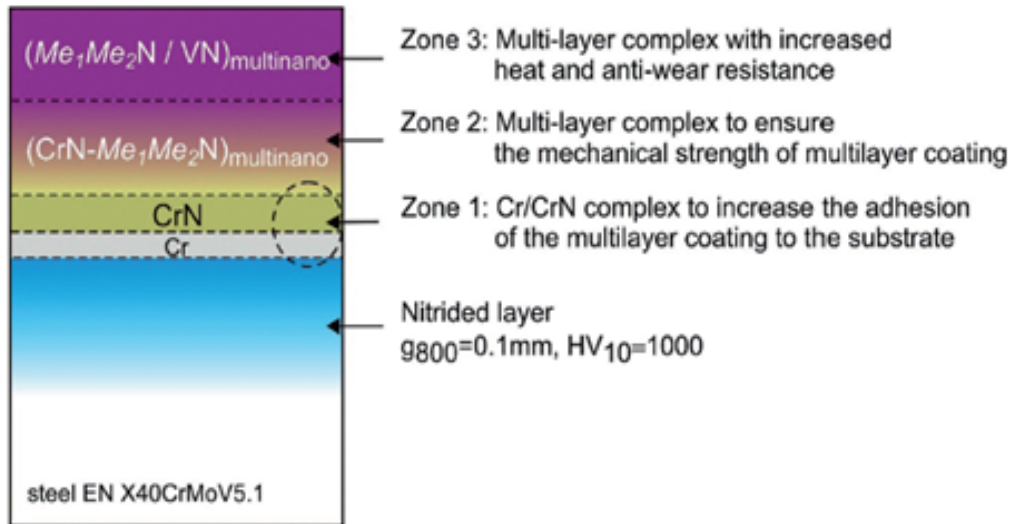 (Me₁Me₂N / VN)multinano
Zone 3: Multi-layer complex with increased
heat and anti-wear resistance
(CrN-Me₁Me₂N)multinano
Zone 2: Multi-layer complex to ensure
the mechanical strength of multilayer coating
CrN
Cr
Zone 1: Cr/CrN complex to increase the adhesion
of the multilayer coating to the substrate
Nitrided layer
g800=0.1mm, HV10=1000
steel EN X40CrMoV5.1